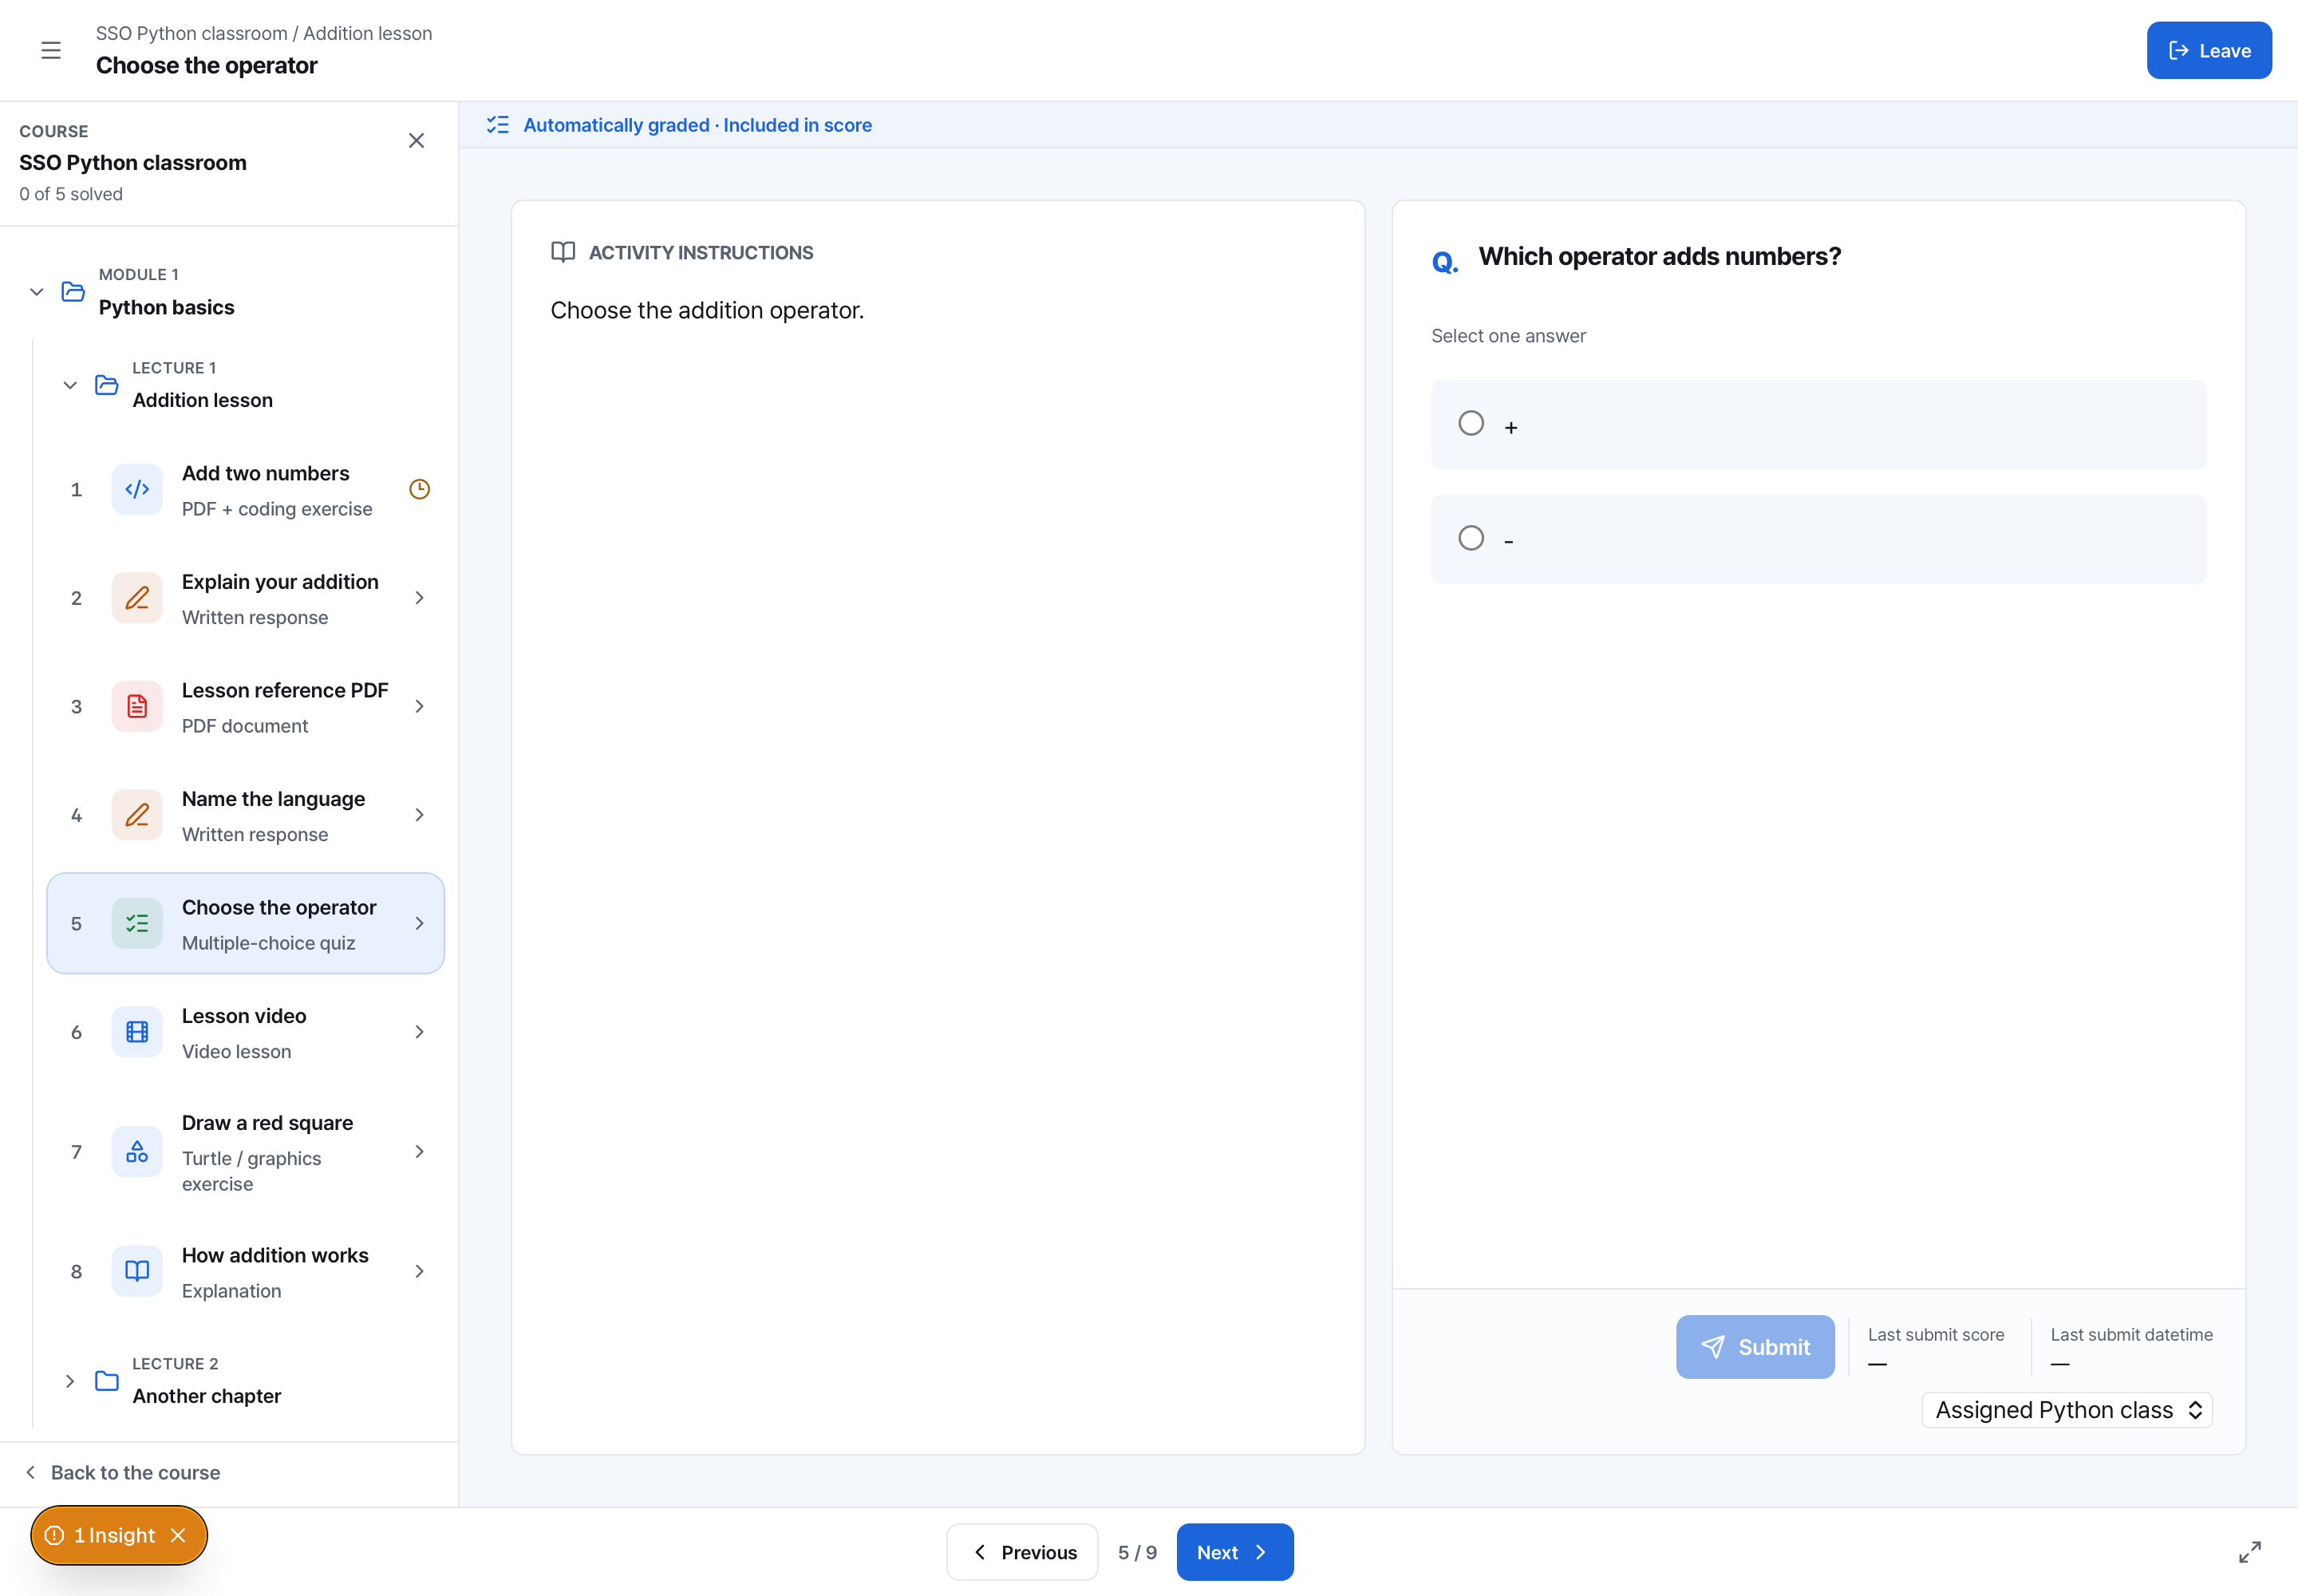 SSO Python classroom / Addition lesson
Choose the operator
Leave
COURSE
SSO Python classroom
0 of 5 solved
MODULE 1
Python basics
LECTURE 1
Addition lesson
1
Add two numbers
PDF + coding exercise
2
Explain your addition
Written response
3
Lesson reference PDF
PDF document
4
Name the language
Written response
5
Choose the operator
Multiple-choice quiz
6
Lesson video
Video lesson
7
Draw a red square
Turtle / graphics
exercise
8
How addition works
Explanation
LECTURE 2
Another chapter
Back to the course
1 Insight
Automatically graded · Included in score
ACTIVITY INSTRUCTIONS
Choose the addition operator.
Q. Which operator adds numbers?
Select one answer
+
-
Submit
Last submit score
—
Last submit datetime
—
Assigned Python class
Previous
5 / 9
Next